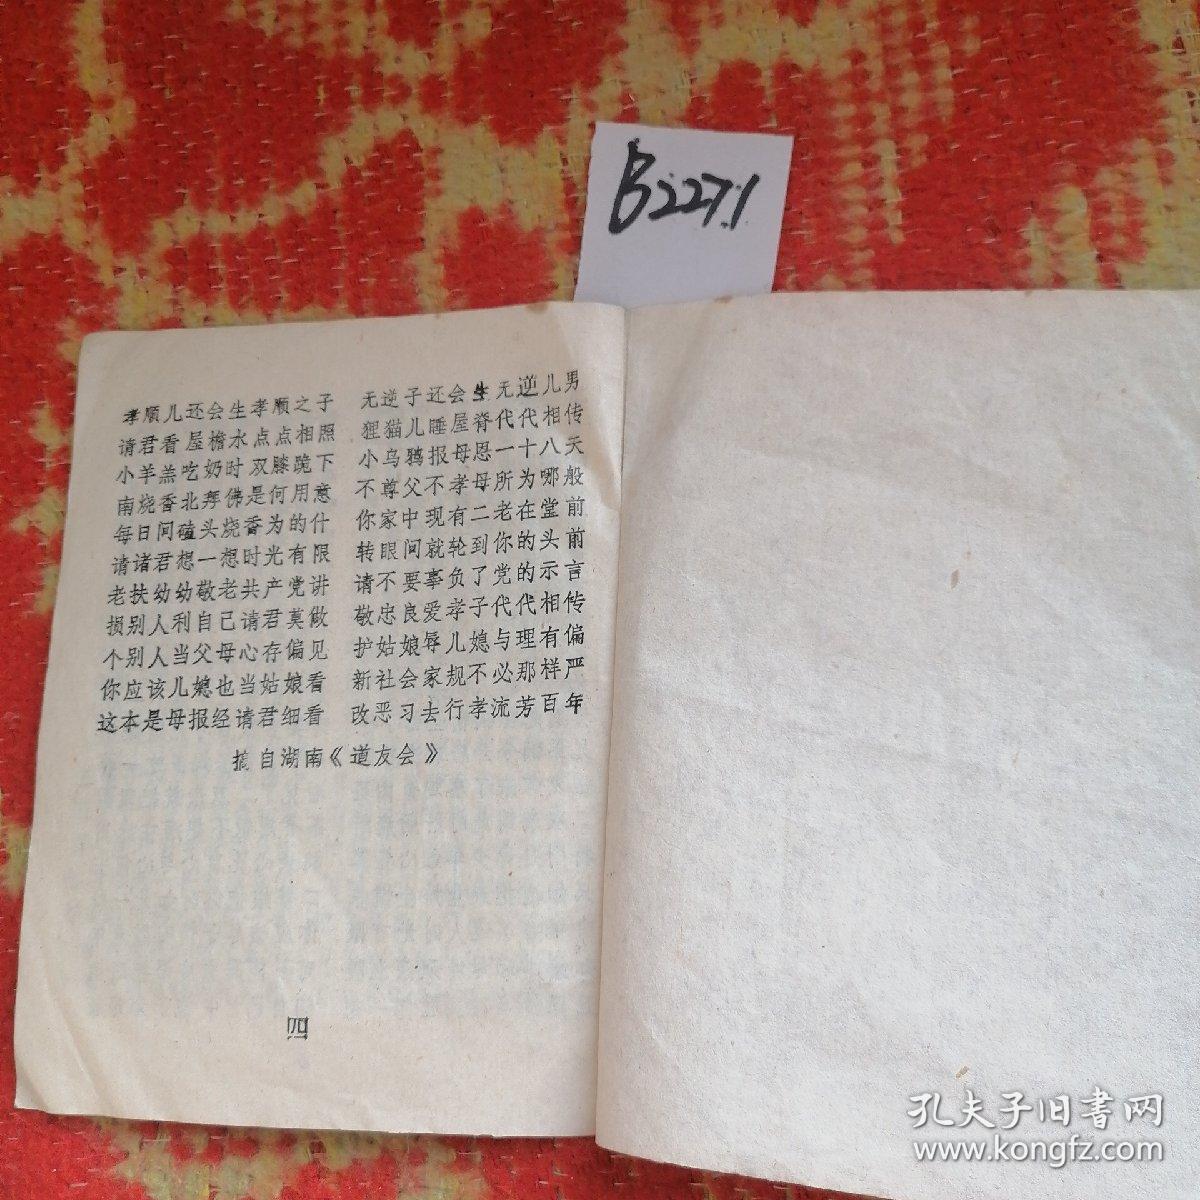 B2271
孝顺儿还会生孝顺之子 无逆子还会生无逆儿男
请君看屋檐水点点相照 狸猫儿睡屋脊代代相传
小羊羔吃奶时双膝跪下 小乌鸦报母恩一十八天
南烧香北拜佛是何用意 不尊父不孝母所为哪般
每日间磕头烧香为的什 你家中现有二老在堂前
请诸君想一想时光有限 转眼间就轮到你的头前
老扶幼幼敬老共产党讲 请不要辜负了党的示言
损别人利自己请君莫做 敬忠良爱孝子代代相传
个别人当父母心存偏见 护姑娘辱儿媳与理有偏
你应该儿媳也当姑娘看 新社会家规不必那样严
这本是母报经请君细看 改恶习去行孝流芳百年
摘自湖南《道友会》
四
孔夫子旧书网
www.kongfz.com